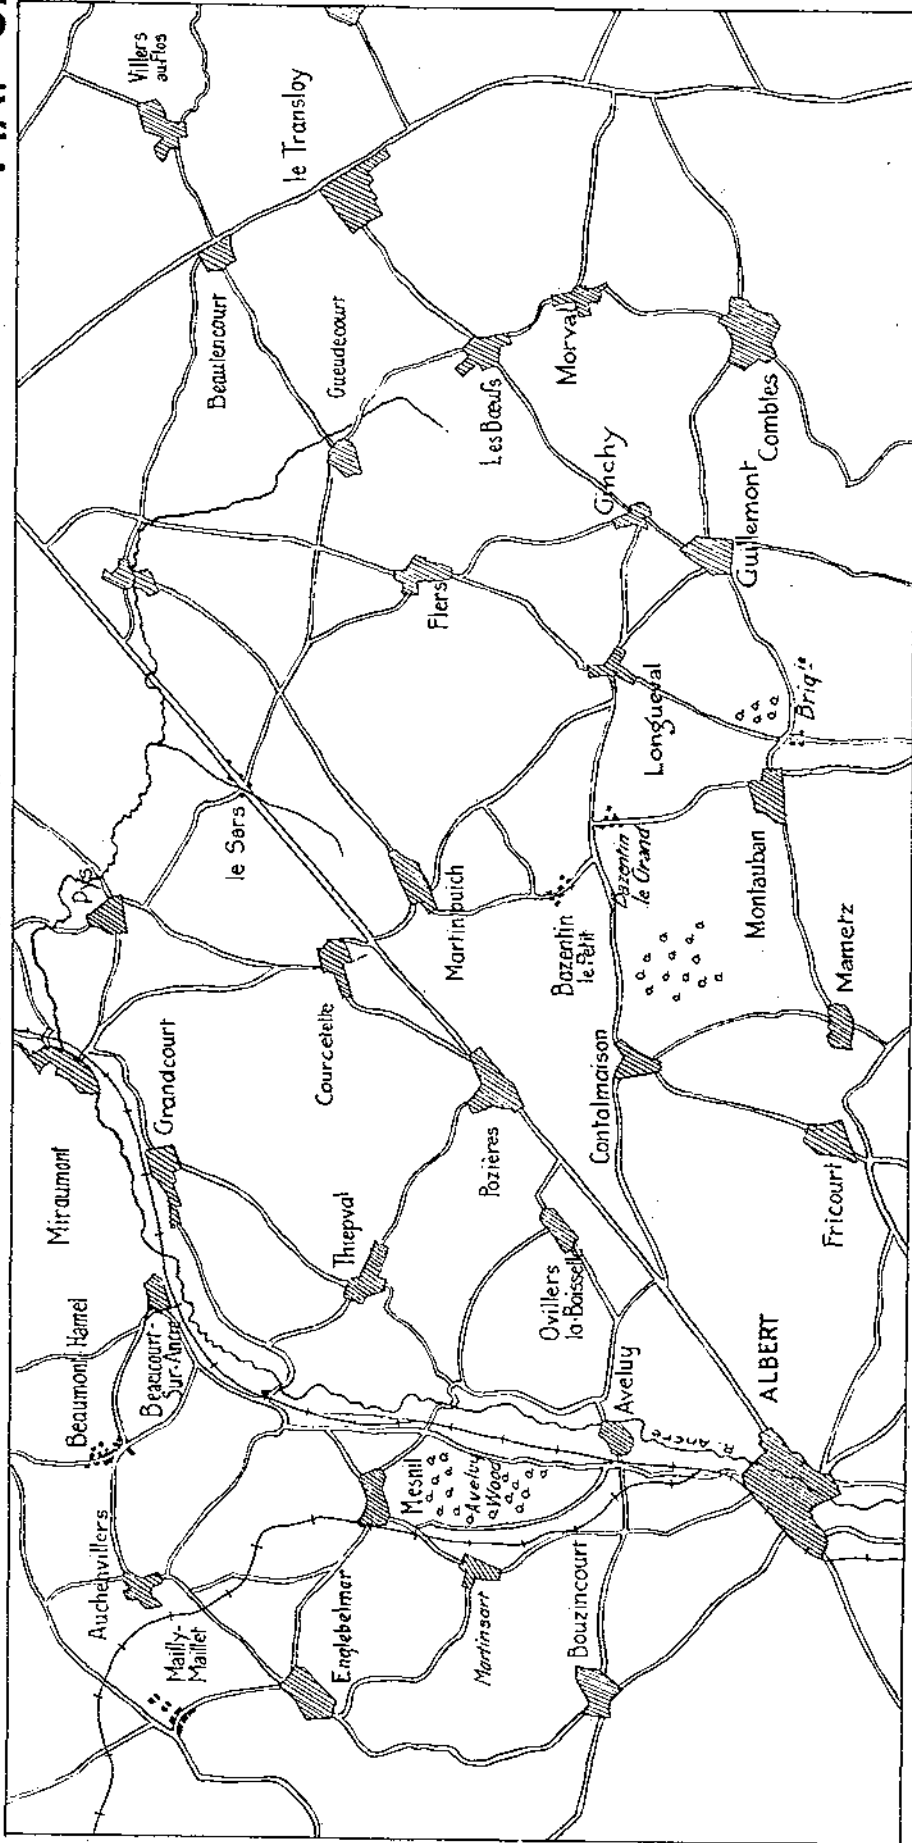 Villers
au Flos
le Transloy
Beaulencourt
Gueudecourt
Les Bœufs
Morval
Combles
Ginchy
Guillemont
Flers
Longueval
Brigie
le Sars
Pys
Martinpuich
Bazentin
le Petit
Bazentin
le Grand
Montauban
Mametz
Courcelette
Grandcourt
Miraumont
Pozières
Contalmaison
Fricourt
Thiepval
Ovillers
la-Boisselle
Beaumont Hamel
Beaucourt-
Sur-Ancre
Aveluy
ALBERT
R. Ancre
Mesnil
Aveluy
Wood
Auchenvillers
Mailly-
Maillet
Englebelmer
Martinsart
Bouzincourt